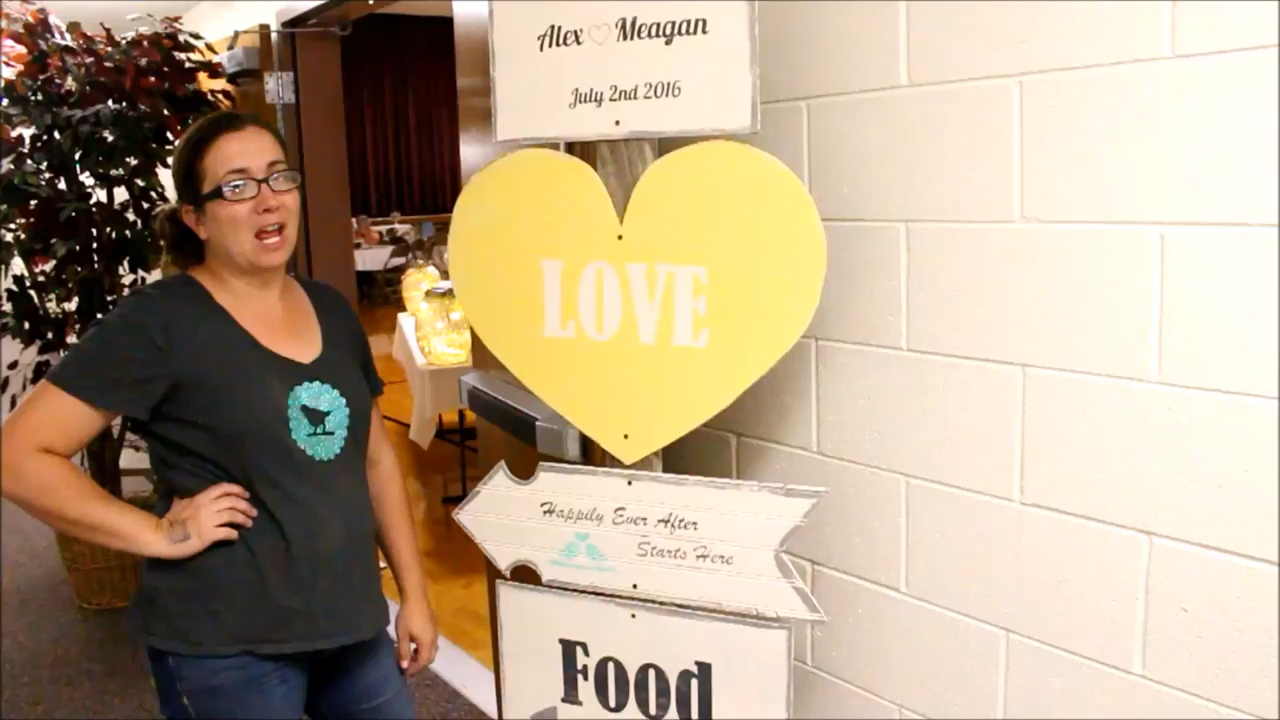 Alex ♡ Meagan
July 2nd 2016
LOVE
Happily Ever After
Starts Here
Food